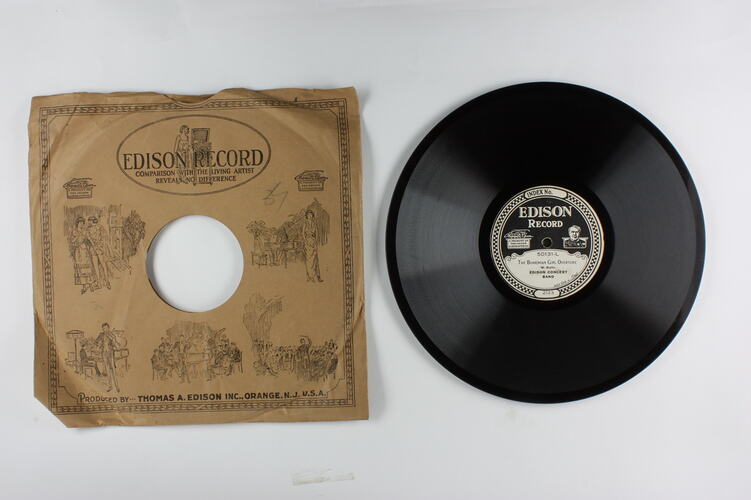 EDISON RECORD
COMPARISON WITH THE LIVING ARTIST
REVEALS NO DIFFERENCE
PRODUCED BY ··· THOMAS A. EDISON INC., ORANGE, N.J. U.S.A.
INDEX NO.
EDISON
RECORD
50131-L
THE BOHEMIAN GIRL OVERTURE
W. Balfe
EDISON CONCERT
BAND